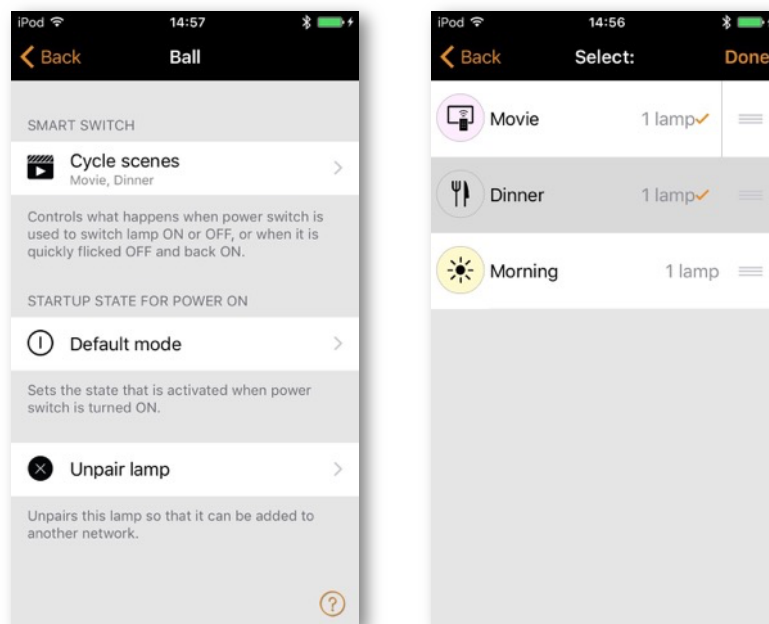 iPod 14:57
Back Ball
SMART SWITCH
Cycle scenes
Movie, Dinner
Controls what happens when power switch is
used to switch lamp ON or OFF, or when it is
quickly flicked OFF and back ON.
STARTUP STATE FOR POWER ON
Default mode
Sets the state that is activated when power
switch is turned ON.
Unpair lamp
Unpairs this lamp so that it can be added to
another network.
?
iPod 14:56
Back Select: Done
Movie 1 lamp
Dinner 1 lamp
Morning 1 lamp